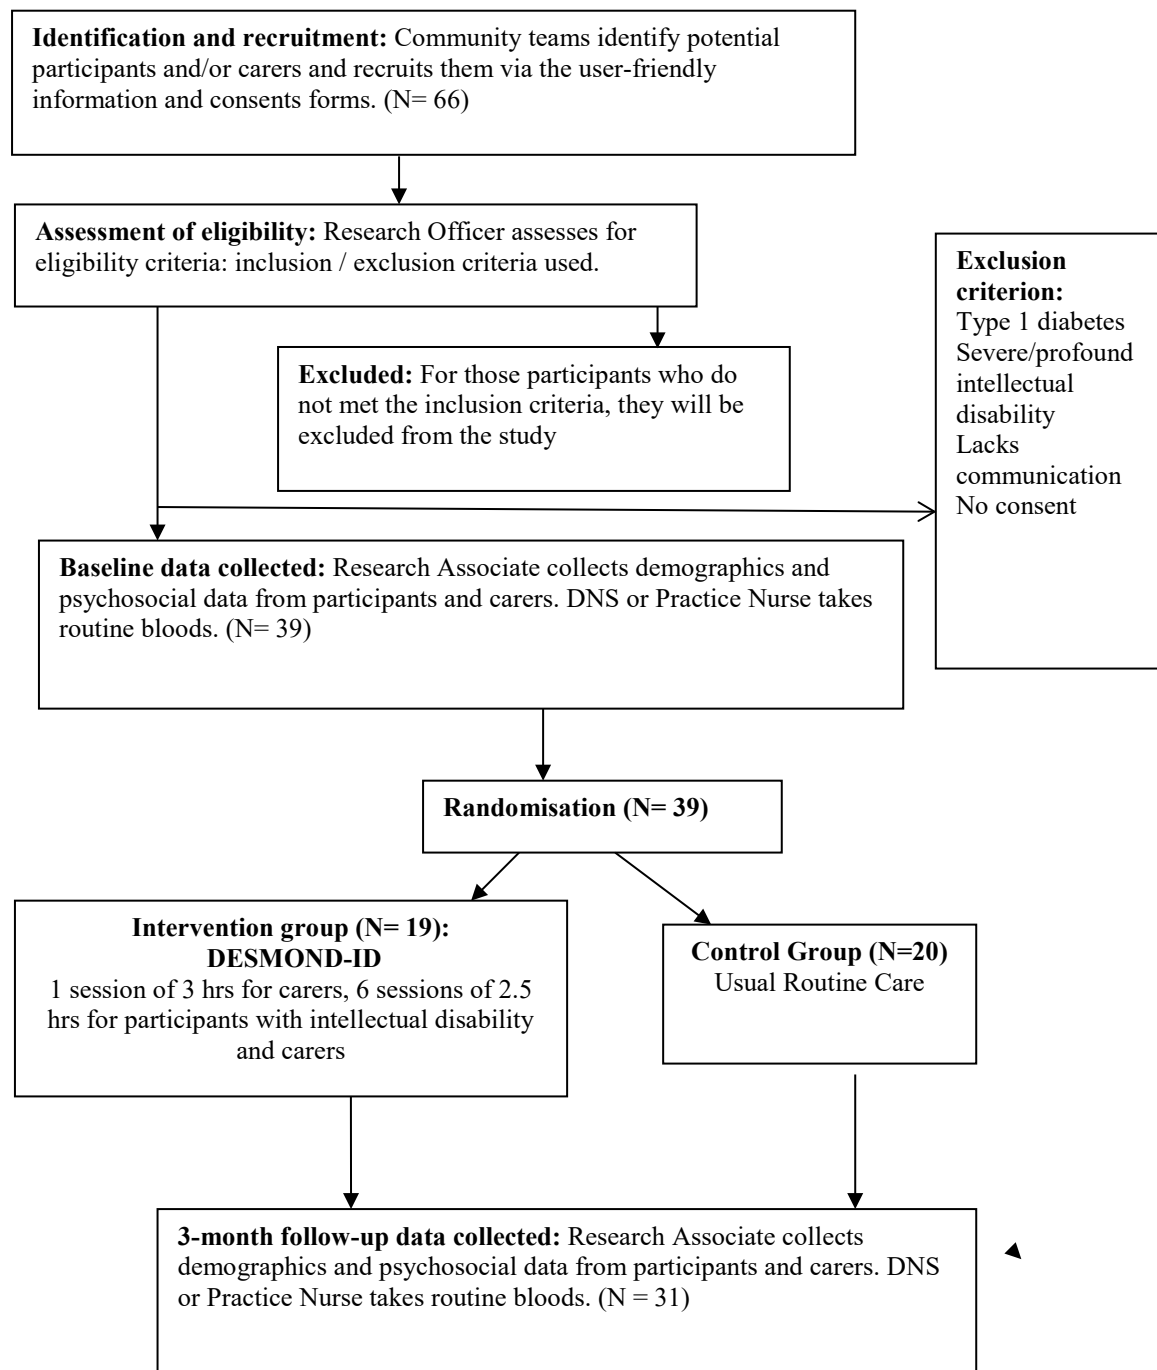 Identification and recruitment: Community teams identify potential
participants and/or carers and recruits them via the user-friendly
information and consents forms. (N= 66)
Assessment of eligibility: Research Officer assesses for
eligibility criteria: inclusion / exclusion criteria used.
Exclusion
criterion:
Type 1 diabetes
Severe/profound
intellectual
disability
Lacks
communication
No consent
Excluded: For those participants who do
not met the inclusion criteria, they will be
excluded from the study
Baseline data collected: Research Associate collects demographics and
psychosocial data from participants and carers. DNS or Practice Nurse takes
routine bloods. (N= 39)
Randomisation (N= 39)
Intervention group (N= 19):
DESMOND-ID
1 session of 3 hrs for carers, 6 sessions of 2.5
hrs for participants with intellectual disability
and carers
Control Group (N=20)
Usual Routine Care
3-month follow-up data collected: Research Associate collects
demographics and psychosocial data from participants and carers. DNS
or Practice Nurse takes routine bloods. (N = 31)